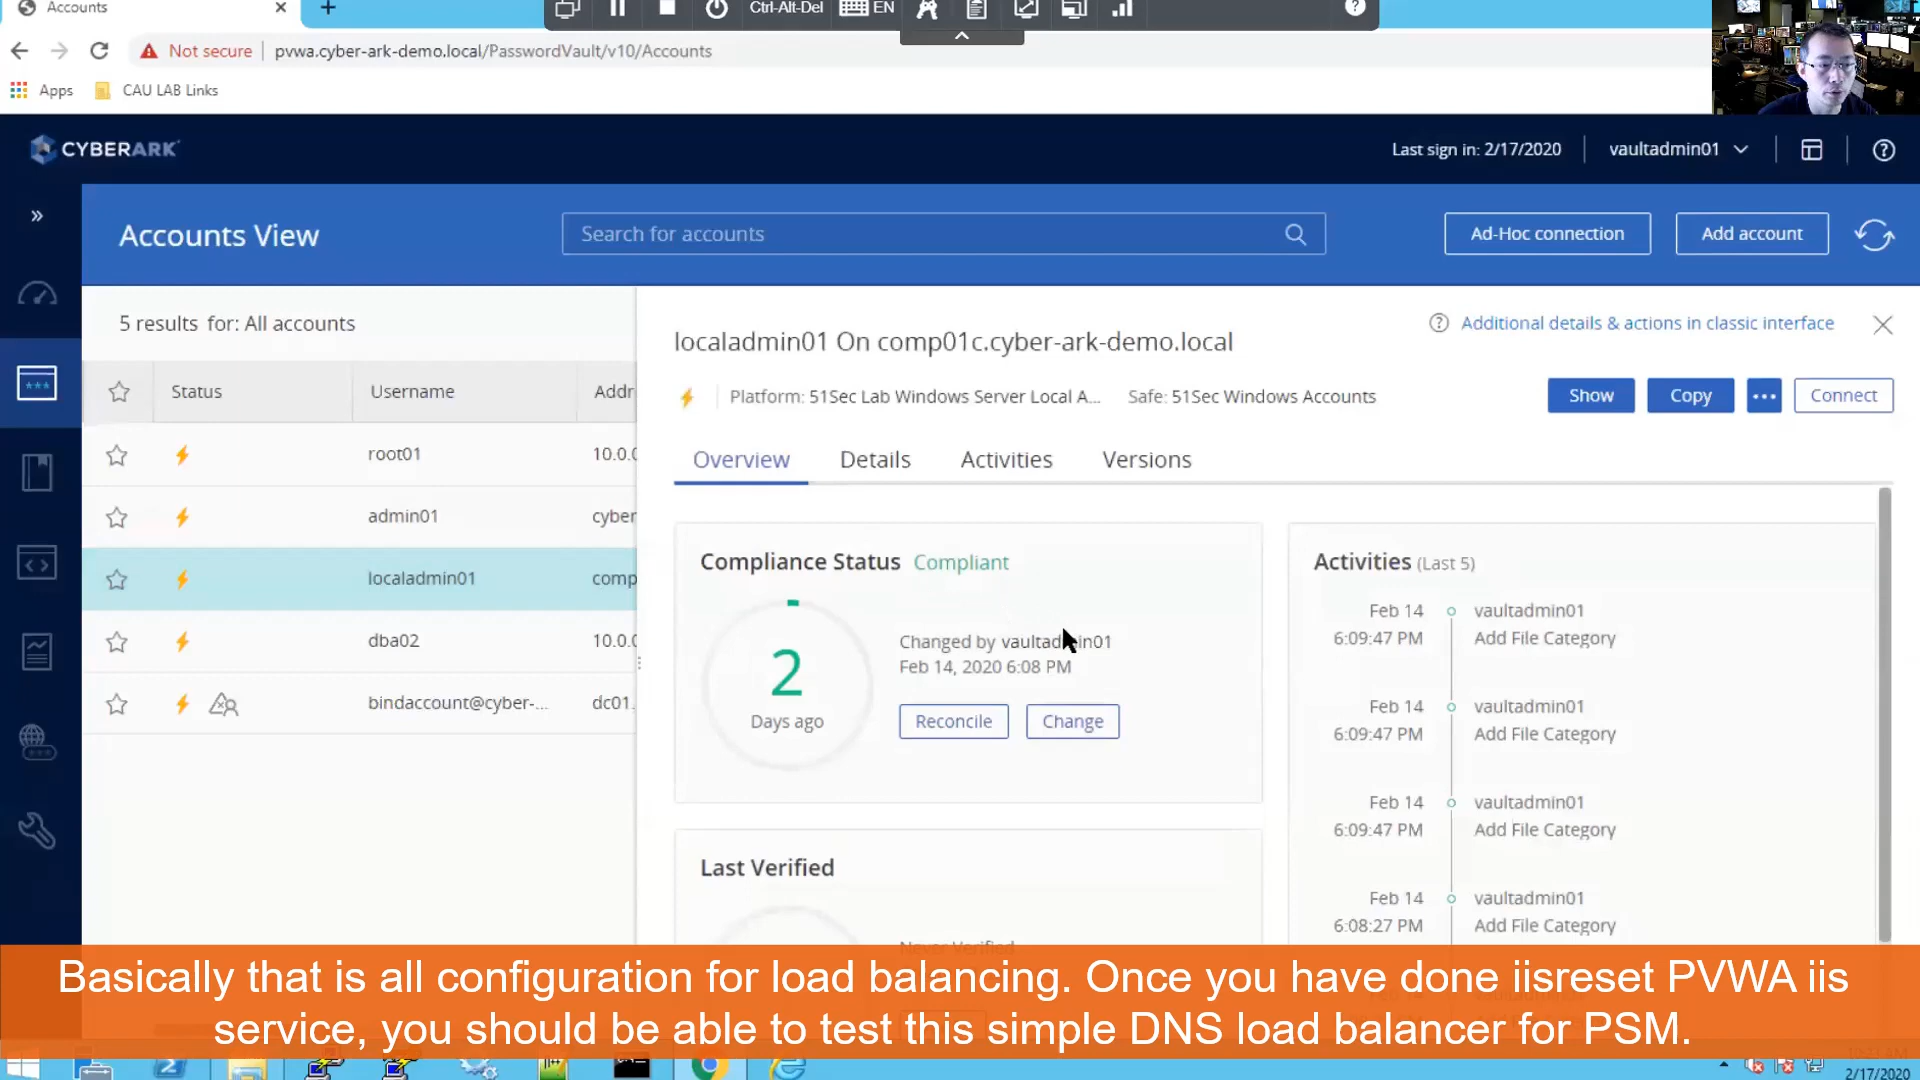 Accounts
Ctrl-Alt-Del
EN
Not secure
pvwa.cyber-ark-demo.local/PasswordVault/v10/Accounts
Apps
CAU LAB Links
CYBERARK
Last sign in: 2/17/2020
vaultadmin01
Accounts View
Search for accounts
Ad-Hoc connection
Add account
5 results for: All accounts
Additional details & actions in classic interface
localadmin01 On comp01c.cyber-ark-demo.local
Platform: 51Sec Lab Windows Server Local A...
Safe: 51Sec Windows Accounts
Show
Copy
Connect
Status
Username
Addr
root01
10.0.0
admin01
cyber
localadmin01
comp
dba02
10.0.0
bindaccount@cyber-...
dc01.
Overview
Details
Activities
Versions
Compliance Status Compliant
2
Days ago
Changed by vaultadmin01
Feb 14, 2020 6:08 PM
Reconcile
Change
Last Verified
Never Verified
Activities (Last 5)
Feb 14
6:09:47 PM
vaultadmin01
Add File Category
Feb 14
6:09:47 PM
vaultadmin01
Add File Category
Feb 14
6:09:47 PM
vaultadmin01
Add File Category
Feb 14
6:08:27 PM
vaultadmin01
Add File Category
Basically that is all configuration for load balancing. Once you have done iisreset PVWA iis
service, you should be able to test this simple DNS load balancer for PSM.
2/17/2020